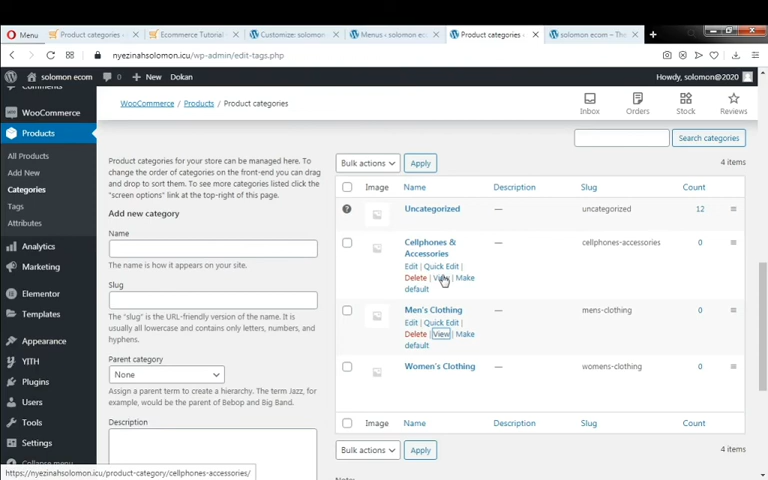 Menu
Product categories
Ecommerce Tutorial
Customize: solomon
Menus ‹ solomon ec
Product categories
solomon ecom – The
nyezinahsolomon.icu/wp-admin/edit-tags.php
solomon ecom
0
New
Dokan
Howdy, solomon@2020
Comments
WooCommerce
Products
All Products
Add New
Categories
Tags
Attributes
Analytics
Marketing
Elementor
Templates
Appearance
YITH
Plugins
Users
Tools
Settings
Collapse menu
WooCommerce / Products / Product categories
Inbox
Orders
Stock
Reviews
Search categories
Product categories for your store can be managed here. To
change the order of categories on the front-end you can drag
and drop to sort them. To see more categories listed click the
"screen options" link at the top-right of this page.
Add new category
Name
The name is how it appears on your site.
Slug
The "slug" is the URL-friendly version of the name. It is
usually all lowercase and contains only letters, numbers, and
hyphens.
Parent category
None
Assign a parent term to create a hierarchy. The term Jazz, for
example, would be the parent of Bebop and Big Band.
Description
Bulk actions
Apply
4 items
Image Name Description Slug Count
Uncategorized — uncategorized 12
Cellphones &
Accessories
— cellphones-accessories 0
Edit | Quick Edit |
Delete | View | Make
default
Men's Clothing — mens-clothing 0
Edit | Quick Edit |
Delete | View | Make
default
Women's Clothing — womens-clothing 0
Image Name Description Slug Count
Bulk actions
Apply
4 items
Note:
https://nyezinahsolomon.icu/product-category/cellphones-accessories/